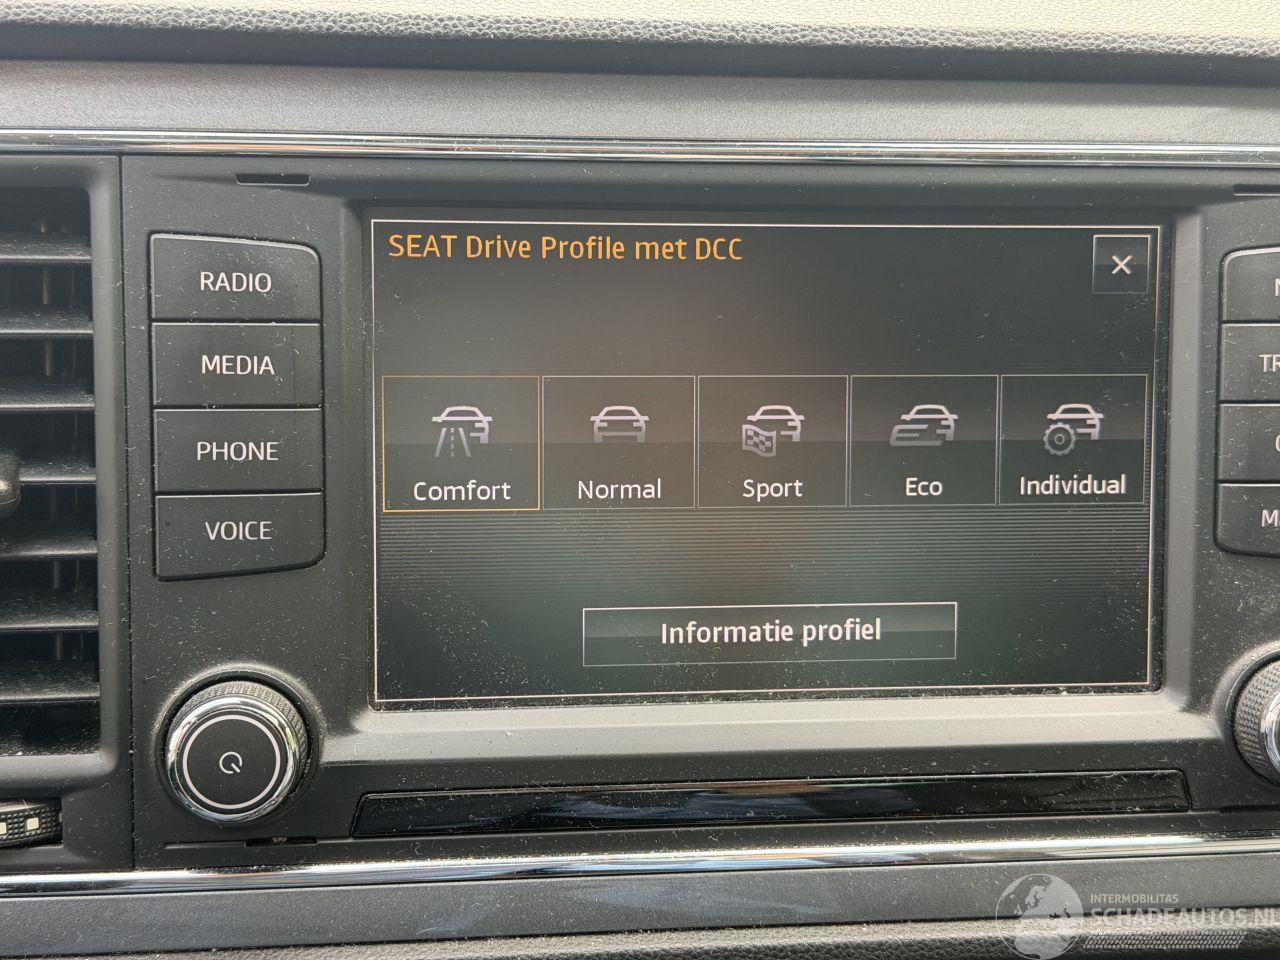 SEAT Drive Profile met DCC
RADIO
MEDIA
PHONE
VOICE
TR
Comfort
Normal
Sport
Eco
Individual
Informatie profiel
INTERMOBILITAS
SCHADEAUTOS.NL